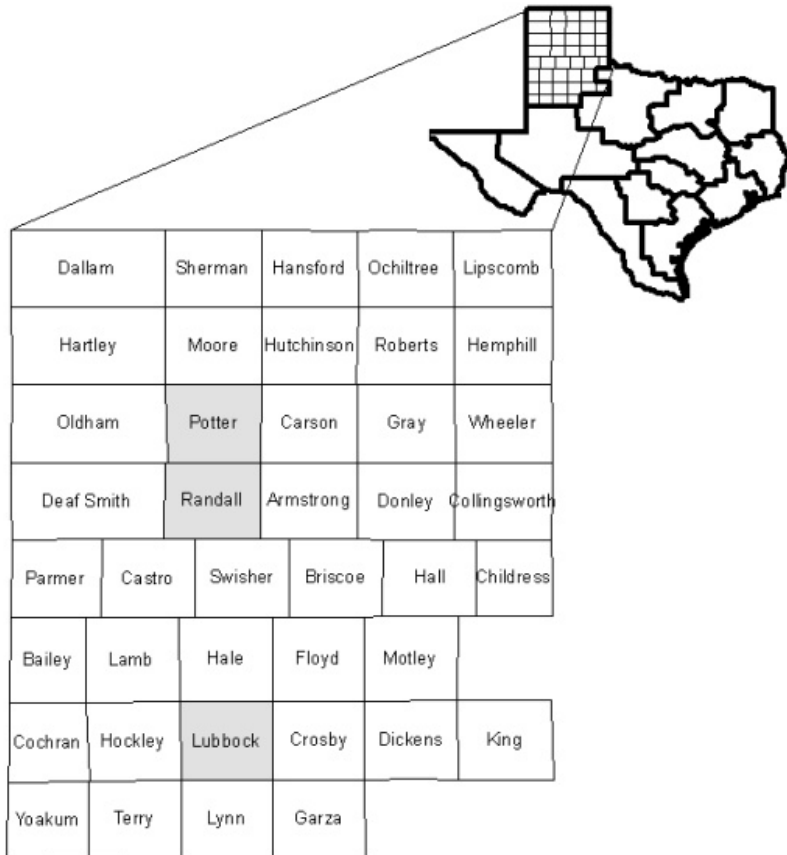 Dallam Sherman Hansford Ochiltree Lipscomb
Hartley Moore Hutchinson Roberts Hemphill
Oldham Potter Carson Gray Wheeler
Deaf Smith Randall Armstrong Donley Collingsworth
Parmer Castro Swisher Briscoe Hall Childress
Bailey Lamb Hale Floyd Motley
Cochran Hockley Lubbock Crosby Dickens King
Yoakum Terry Lynn Garza